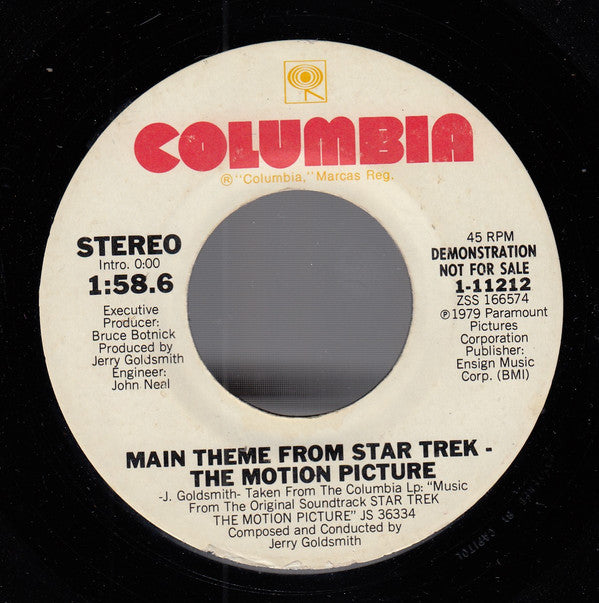 COLUMBIA
® "Columbia," Marcas Reg.
STEREO
Intro. 0:00
1:58.6
Executive
Producer:
Bruce Botnick
Produced by
Jerry Goldsmith
Engineer:
John Neal
45 RPM
DEMONSTRATION
NOT FOR SALE
1-11212
ZSS 166574
℗ 1979 Paramount
Pictures
Corporation
Publisher:
Ensign Music
Corp. (BMI)
MAIN THEME FROM STAR TREK -
THE MOTION PICTURE
-J. Goldsmith- Taken From The Columbia Lp: "Music
From The Original Soundtrack STAR TREK
THE MOTION PICTURE" JS 36334
Composed and Conducted by
Jerry Goldsmith